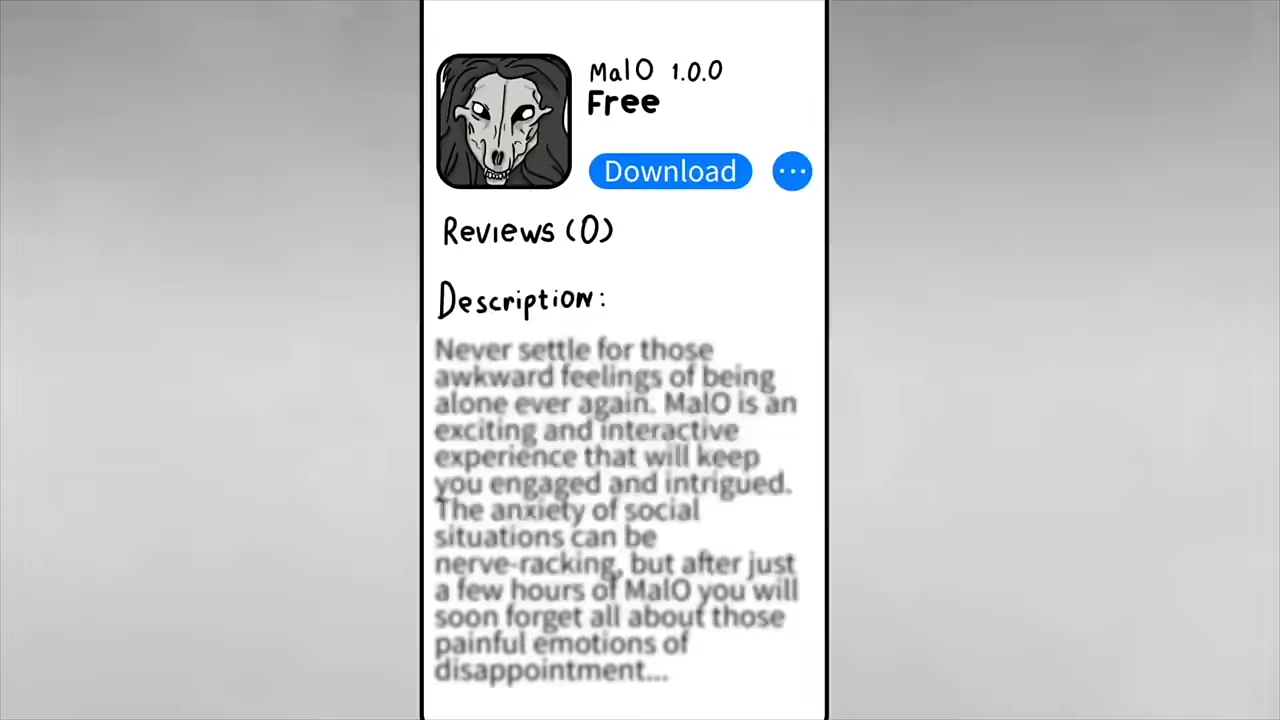 MalO 1.0.0
Free
Download
Reviews (0)
Description:
Never settle for those
awkward feelings of being
alone ever again. MalO is an
exciting and interactive
experience that will keep
you engaged and intrigued.
The anxiety of social
situations can be
nerve-racking, but after just
a few hours of MalO you will
soon forget all about those
painful emotions of
disappointment...